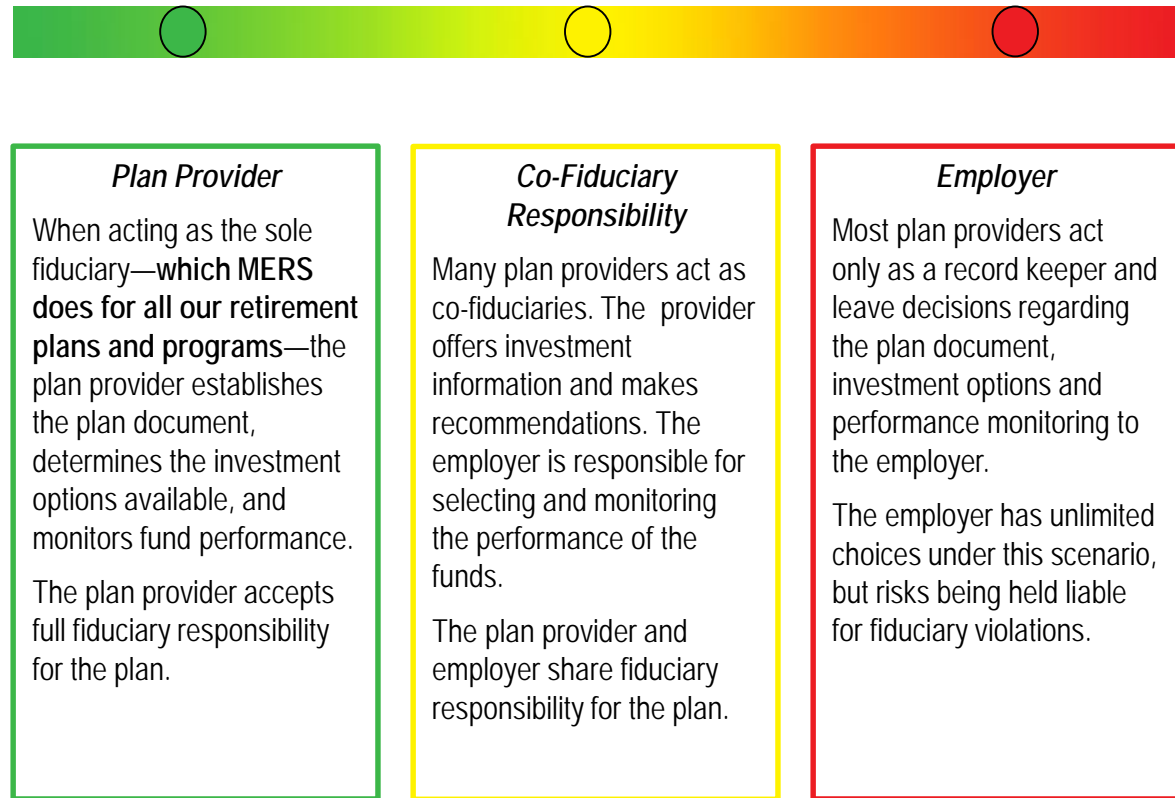 Plan Provider
When acting as the sole
fiduciary—which MERS
does for all our retirement
plans and programs—the
plan provider establishes
the plan document,
determines the investment
options available, and
monitors fund performance.
The plan provider accepts
full fiduciary responsibility
for the plan.
Co-Fiduciary
Responsibility
Many plan providers act as
co-fiduciaries. The provider
offers investment
information and makes
recommendations. The
employer is responsible for
selecting and monitoring
the performance of the
funds.
The plan provider and
employer share fiduciary
responsibility for the plan.
Employer
Most plan providers act
only as a record keeper and
leave decisions regarding
the plan document,
investment options and
performance monitoring to
the employer.
The employer has unlimited
choices under this scenario,
but risks being held liable
for fiduciary violations.